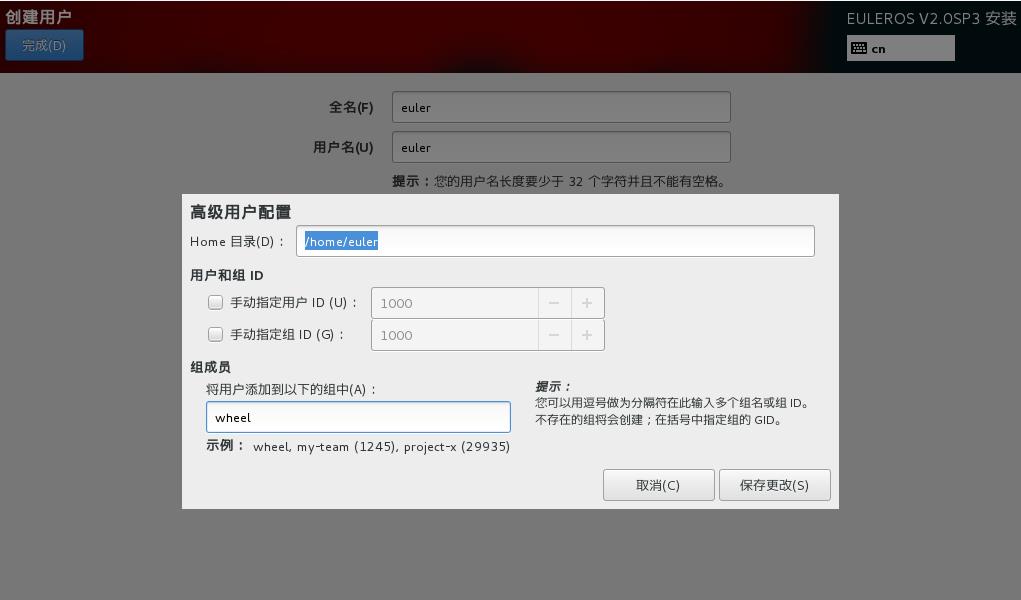 创建用户
EULEROS V2.0SP3 安装
完成(D)
cn
全名(F) euler
用户名(U) euler
提示：您的用户名长度要少于 32 个字符并且不能有空格。
高级用户配置
Home 目录(D)： /home/euler
用户和组 ID
手动指定用户 ID (U)： 1000
手动指定组 ID (G)： 1000
组成员
将用户添加到以下的组中(A)：
wheel
示例： wheel, my-team (1245), project-x (29935)
提示：
您可以用逗号做为分隔符在此输入多个组名或组 ID。
不存在的组将会创建；在括号中指定组的 GID。
取消(C) 保存更改(S)